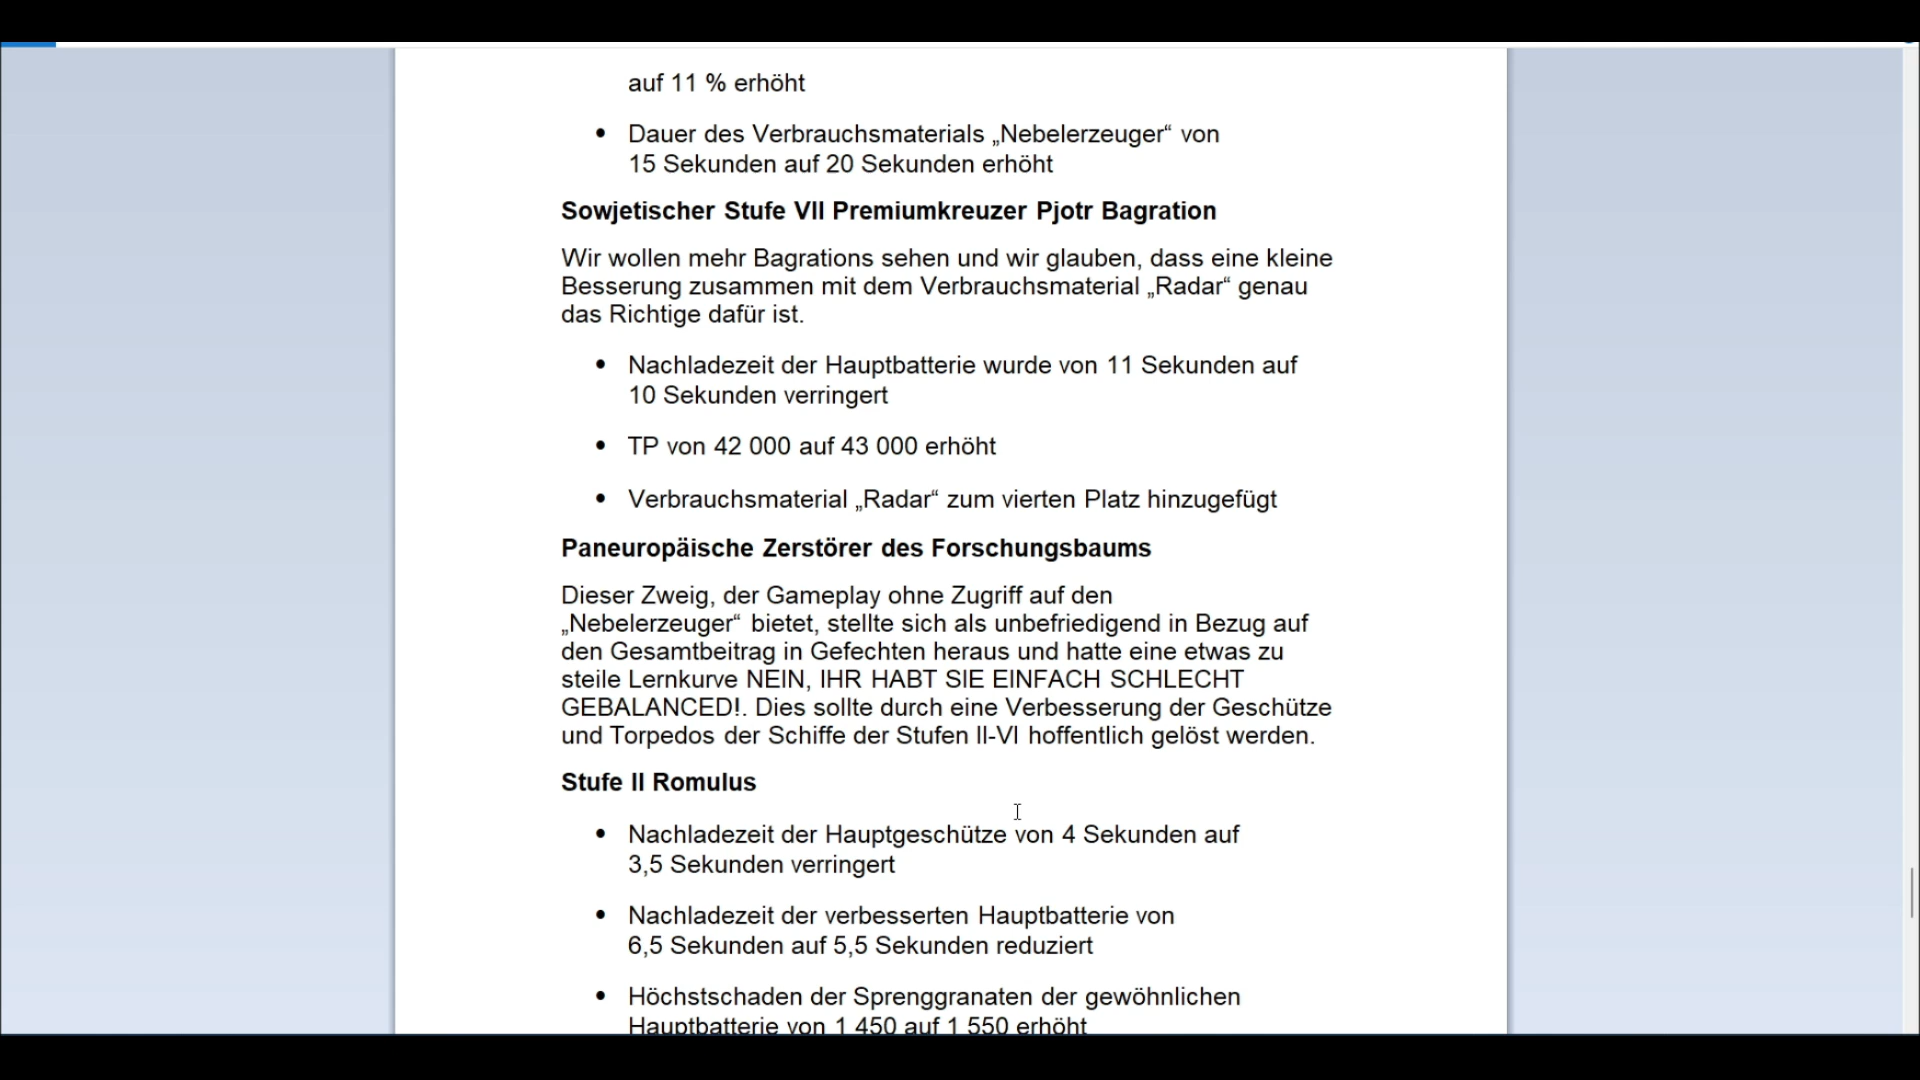 auf 11 % erhöht
• Dauer des Verbrauchsmaterials „Nebelerzeuger“ von
15 Sekunden auf 20 Sekunden erhöht
Sowjetischer Stufe VII Premiumkreuzer Pjotr Bagration
Wir wollen mehr Bagrations sehen und wir glauben, dass eine kleine
Besserung zusammen mit dem Verbrauchsmaterial „Radar“ genau
das Richtige dafür ist.
• Nachladezeit der Hauptbatterie wurde von 11 Sekunden auf
10 Sekunden verringert
• TP von 42 000 auf 43 000 erhöht
• Verbrauchsmaterial „Radar“ zum vierten Platz hinzugefügt
Paneuropäische Zerstörer des Forschungsbaums
Dieser Zweig, der Gameplay ohne Zugriff auf den
„Nebelerzeuger“ bietet, stellte sich als unbefriedigend in Bezug auf
den Gesamtbeitrag in Gefechten heraus und hatte eine etwas zu
steile Lernkurve NEIN, IHR HABT SIE EINFACH SCHLECHT
GEBALANCED!. Dies sollte durch eine Verbesserung der Geschütze
und Torpedos der Schiffe der Stufen II-VI hoffentlich gelöst werden.
Stufe II Romulus
• Nachladezeit der Hauptgeschütze von 4 Sekunden auf
3,5 Sekunden verringert
• Nachladezeit der verbesserten Hauptbatterie von
6,5 Sekunden auf 5,5 Sekunden reduziert
• Höchstschaden der Sprenggranaten der gewöhnlichen
Hauptbatterie von 1 450 auf 1 550 erhöht